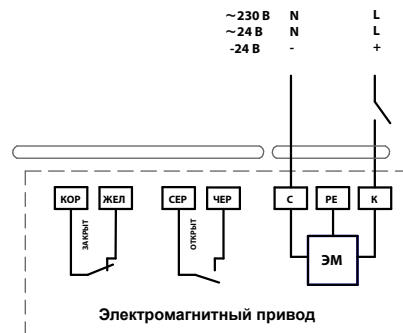 ~230 В N L
~24 В N L
-24 В - +
КОР ЖЕЛ СЕР ЧЕР С РЕ К
ЗАКРЫТ
ОТКРЫТ
ЭМ
Электромагнитный привод